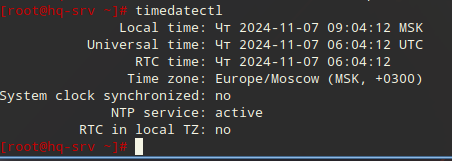 [root@hq-srv ~]# timedatectl
Local time: Чт 2024-11-07 09:04:12 MSK
Universal time: Чт 2024-11-07 06:04:12 UTC
RTC time: Чт 2024-11-07 06:04:12
Time zone: Europe/Moscow (MSK, +0300)
System clock synchronized: no
NTP service: active
RTC in local TZ: no
[root@hq-srv ~]#